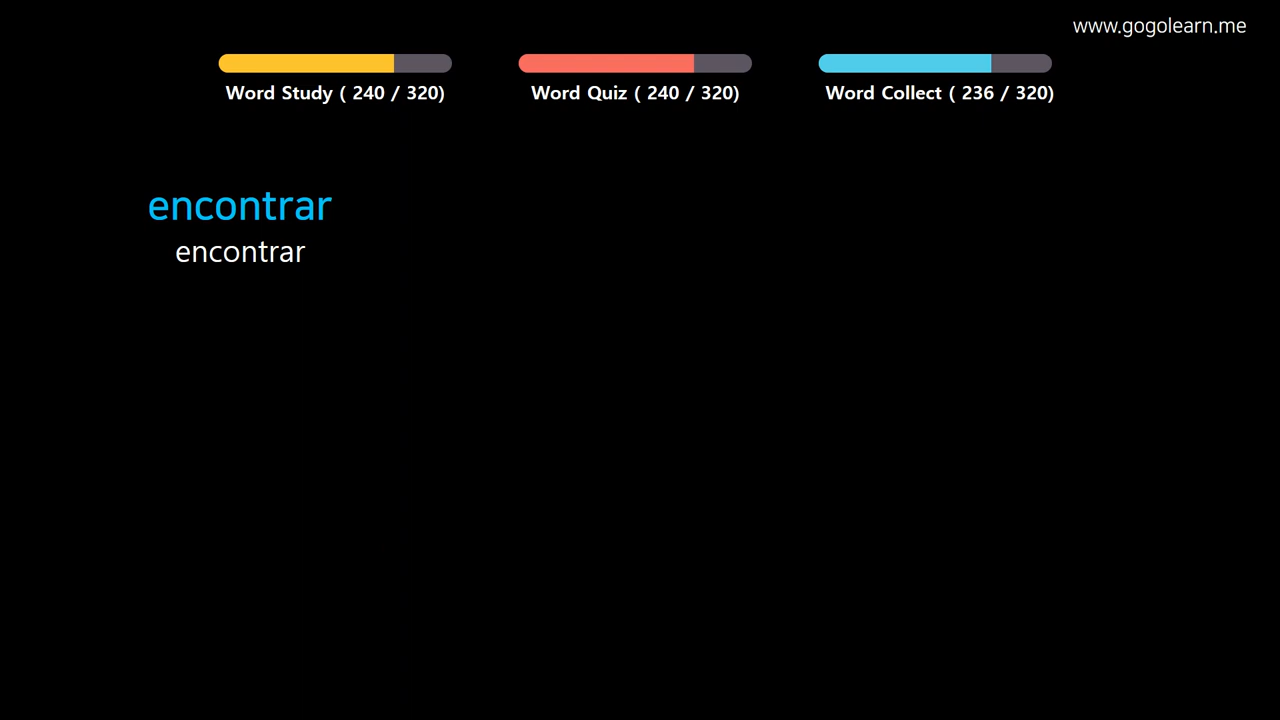 www.gogolearn.me
Word Study ( 240 / 320)
Word Quiz ( 240 / 320)
Word Collect ( 236 / 320)
encontrar
encontrar